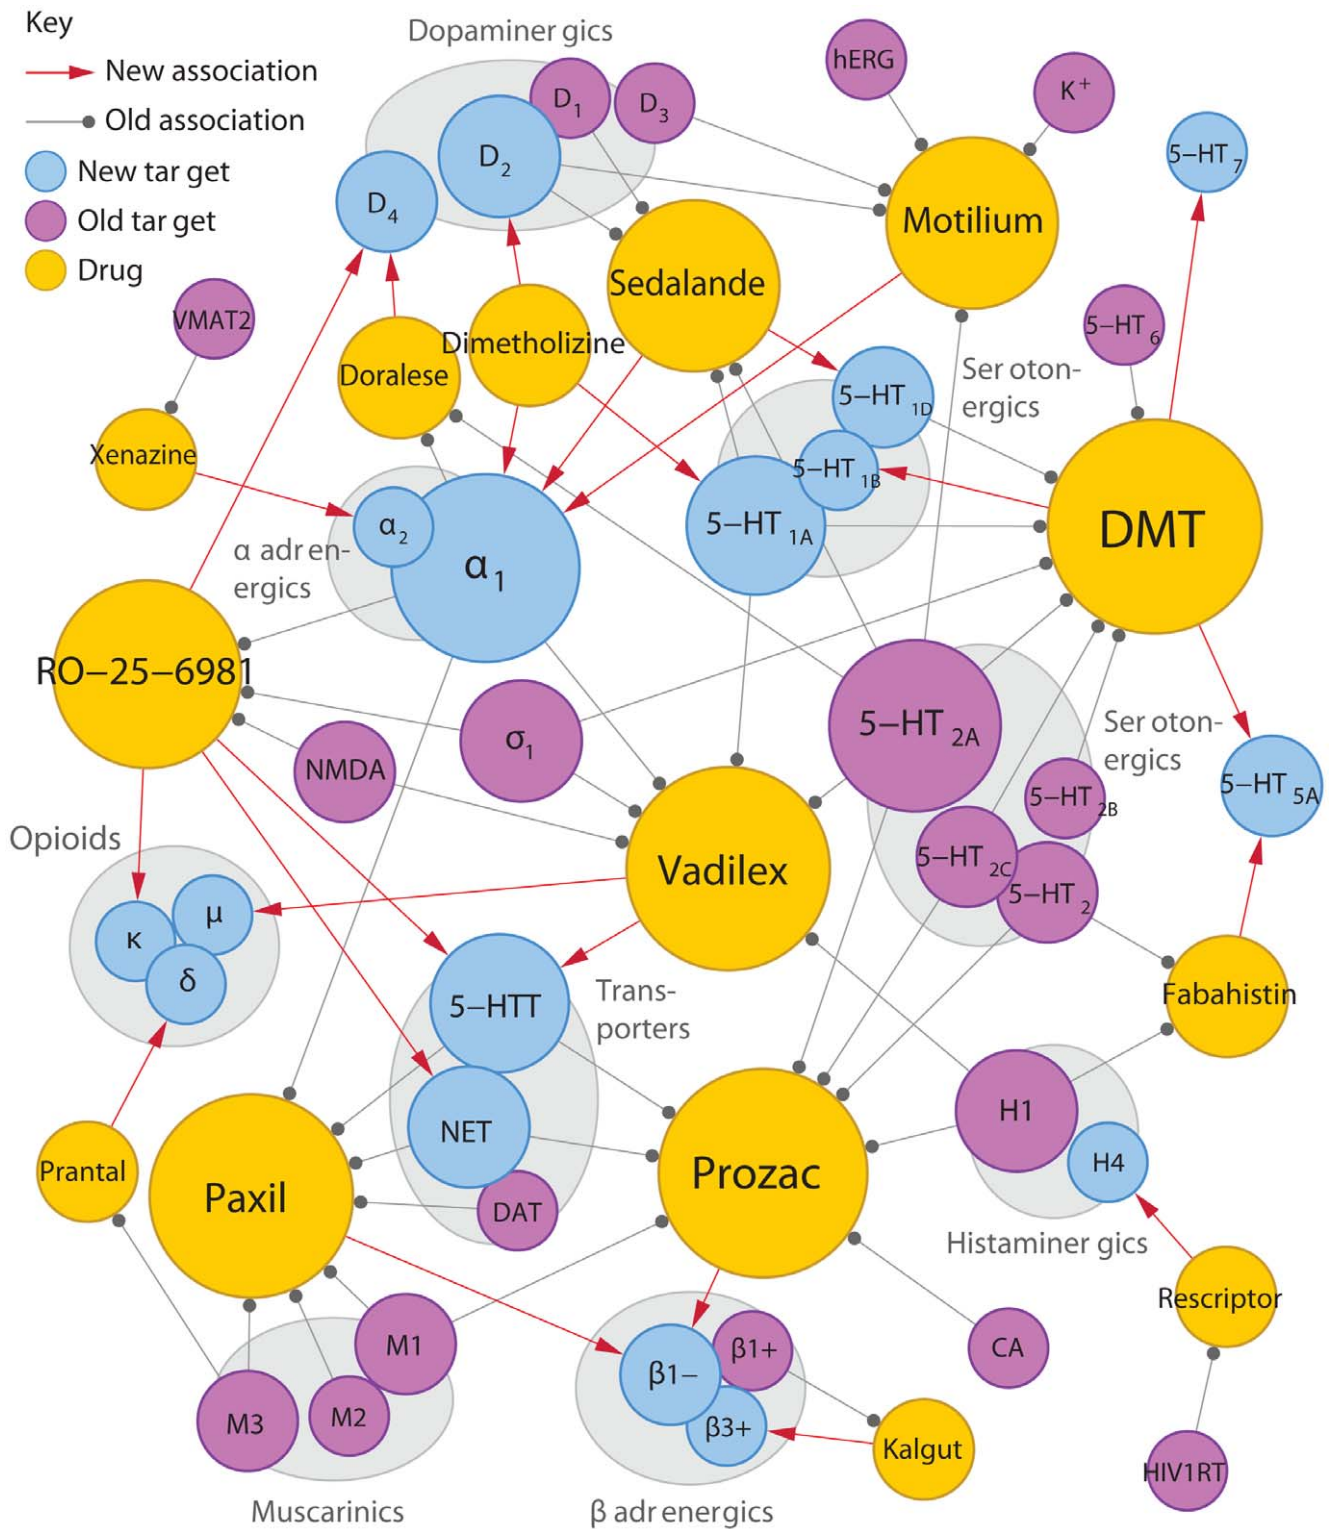 Key
New association
Old association
New tar get
Old tar get
Drug
Dopaminer gics
D1
D3
D2
D4
hERG
K+
5–HT7
Motilium
Sedalande
VMAT2
Dimetholizine
Doralese
5–HT6
Ser oton-
ergics
5–HT1D
Xenazine
5–HT1B
5–HT1A
DMT
α2
α1
α adr en-
ergics
RO–25–6981
σ1
NMDA
5–HT2A
Ser oton-
ergics
5–HT2B
5–HT5A
Opioids
Vadilex
5–HT2C
5–HT2
μ
κ
δ
5–HTT
Trans-
porters
Fabahistin
NET
H1
H4
Prantal
Paxil
DAT
Prozac
Histaminer gics
Rescriptor
M1
M3
M2
β1–
β1+
β3+
CA
Kalgut
HIV1RT
Muscarinics
β adr energics